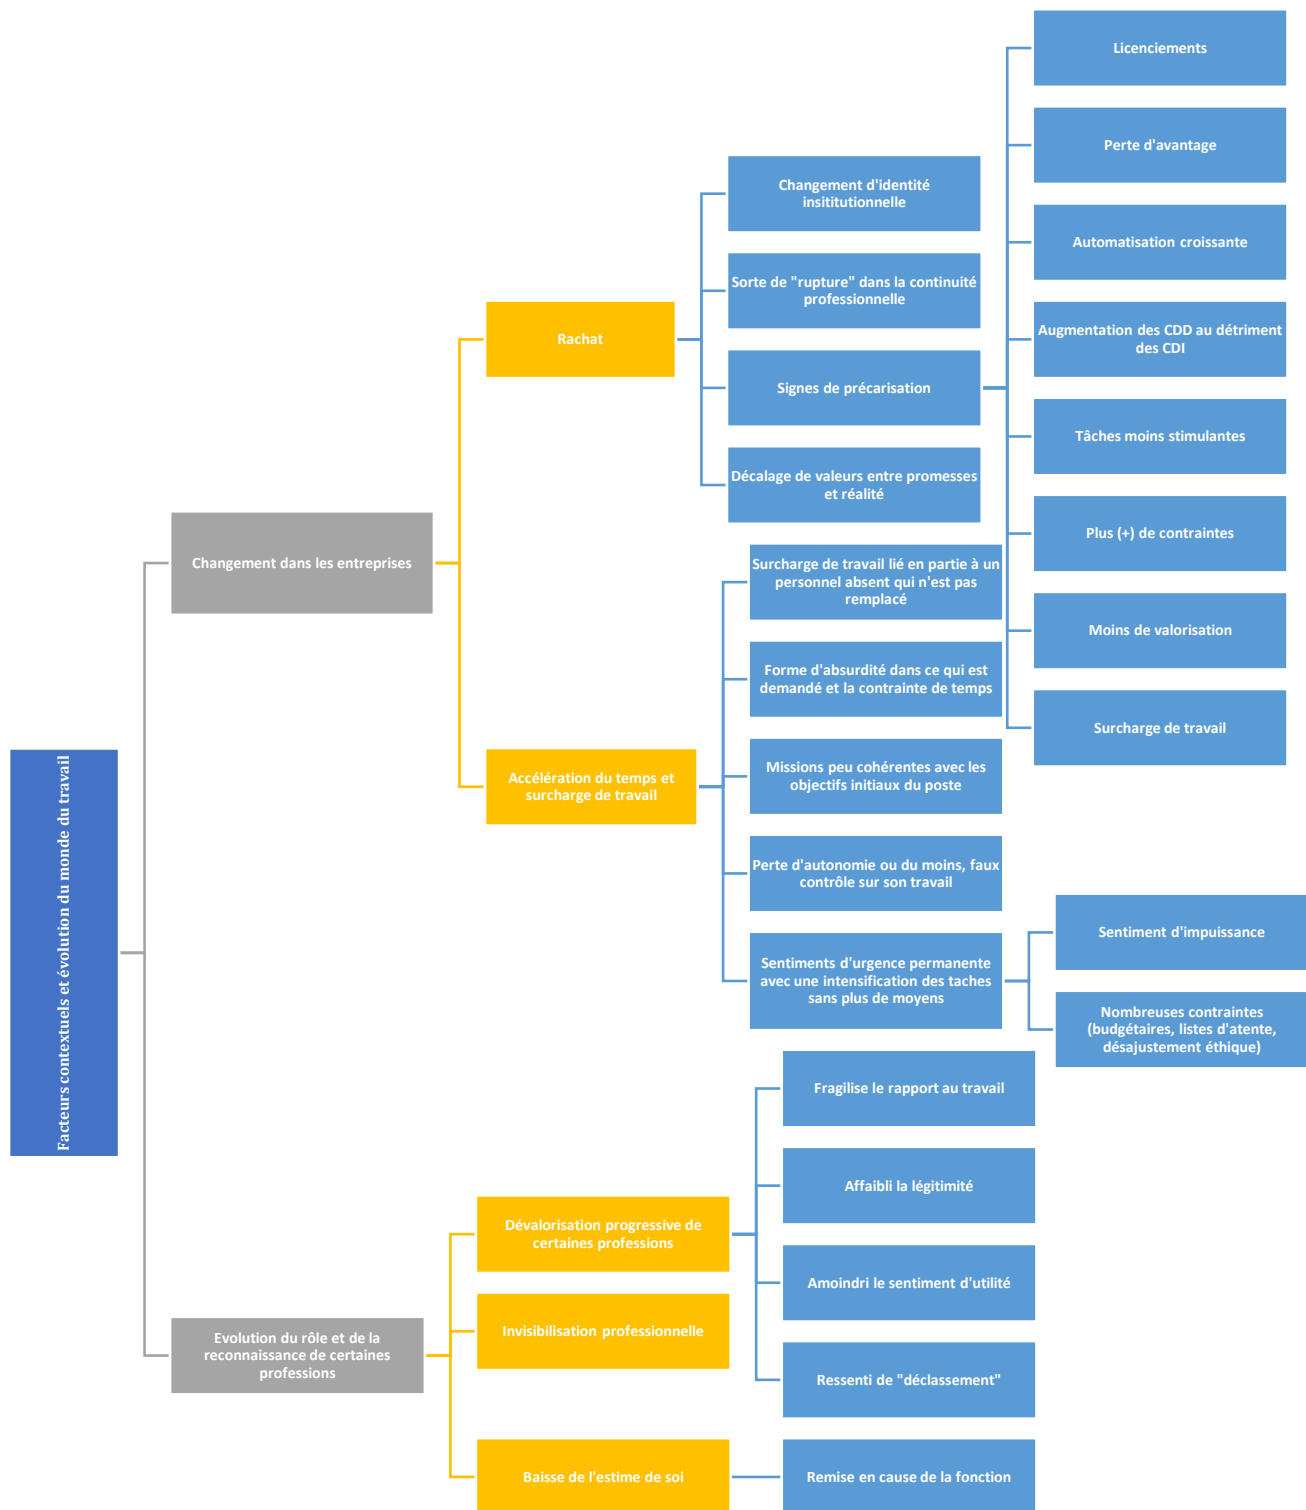 Facteurs contextuels et évolution du monde du travail
Changement dans les entreprises
Rachat
Changement d'identité
insititutionnelle
Sorte de "rupture" dans la continuité
professionnelle
Signes de précarisation
Licenciements
Perte d'avantage
Automatisation croissante
Augmentation des CDD au détriment
des CDI
Tâches moins stimulantes
Plus (+) de contraintes
Moins de valorisation
Surcharge de travail
Décalage de valeurs entre promesses
et réalité
Accélération du temps et
surcharge de travail
Surcharge de travail lié en partie à un
personnel absent qui n'est pas
remplacé
Forme d'absurdité dans ce qui est
demandé et la contrainte de temps
Missions peu cohérentes avec les
objectifs initiaux du poste
Perte d'autonomie ou du moins, faux
contrôle sur son travail
Sentiments d'urgence permanente
avec une intensification des taches
sans plus de moyens
Sentiment d'impuissance
Nombreuses contraintes
(budgétaires, listes d'atente,
désajustement éthique)
Evolution du rôle et de la
reconnaissance de certaines
professions
Dévalorisation progressive de
certaines professions
Fragilise le rapport au travail
Affaibli la légitimité
Amoindri le sentiment d'utilité
Ressenti de "déclassement"
Invisibilisation professionnelle
Baisse de l'estime de soi
Remise en cause de la fonction